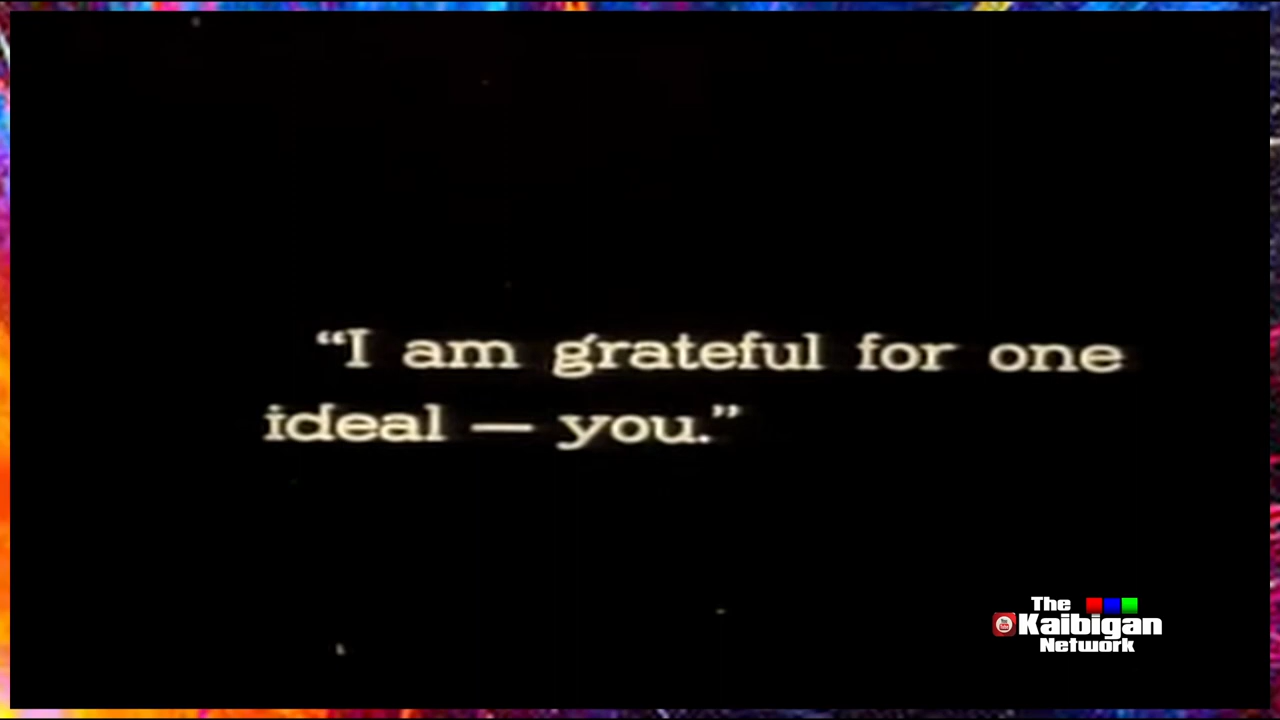 “I am grateful for one
ideal — you.”
The
Kaibigan
Network